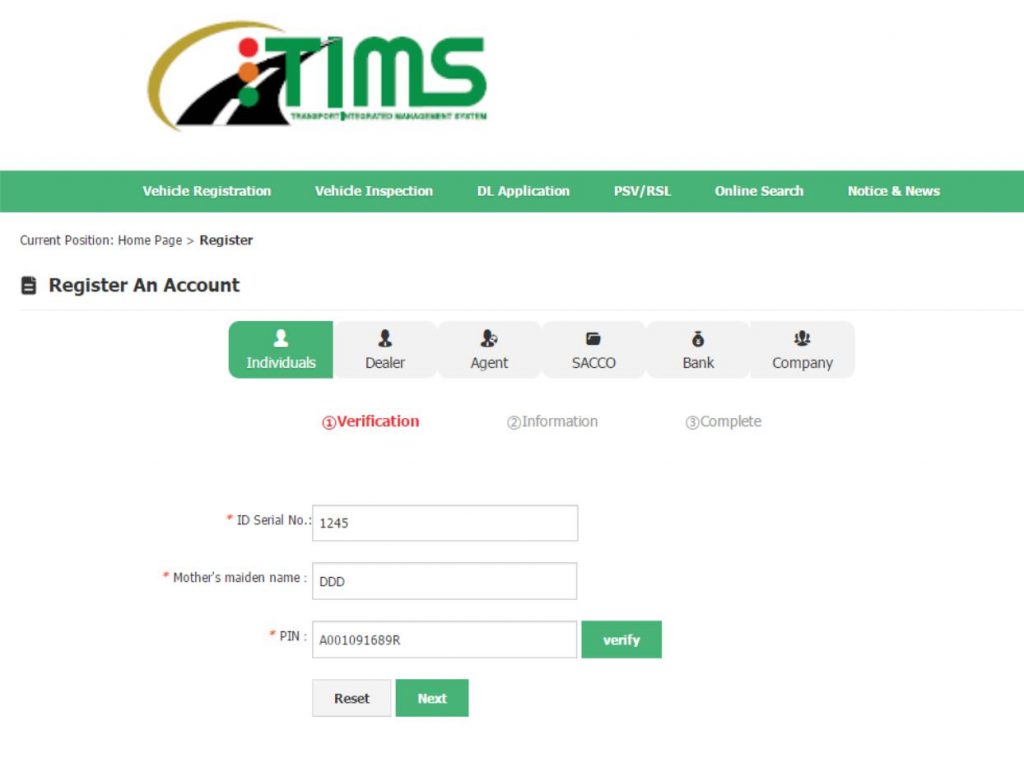 TIMS
TRANSPORT INTEGRATED MANAGEMENT SYSTEM
Vehicle Registration Vehicle Inspection DL Application PSV/RSL Online Search Notice & News
Current Position: Home Page > Register
Register An Account
Individuals Dealer Agent SACCO Bank Company
①Verification ②Information ③Complete
* ID Serial No.: 1245
* Mother's maiden name : DDD
* PIN : A001091689R verify
Reset Next